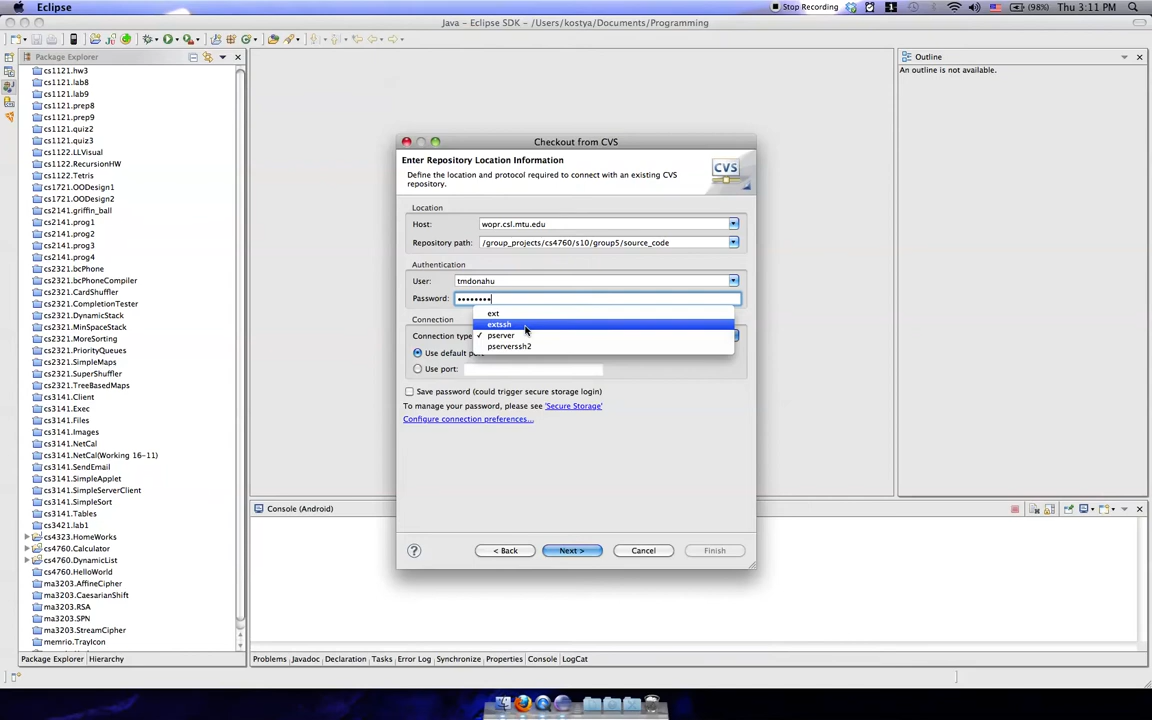 Eclipse
Stop Recording
1
(98%)
Thu 3:11 PM
Java - Eclipse SDK - /Users/kostya/Documents/Programming
Package Explorer
cs1121.hw3
cs1121.lab8
cs1121.lab9
cs1121.prep8
cs1121.prep9
cs1121.quiz2
cs1121.quiz3
cs1122.LLVisual
cs1122.RecursionHW
cs1122.Tetris
cs1721.OODesign1
cs1721.OODesign2
cs2141.griffin_ball
cs2141.prog1
cs2141.prog2
cs2141.prog3
cs2141.prog4
cs2321.bcPhone
cs2321.bcPhoneCompiler
cs2321.CardShuffler
cs2321.CompletionTester
cs2321.DynamicStack
cs2321.MinSpace
cs2321.MoreSorting
cs2321.PriorityQueues
cs2321.SimpleMaps
cs2321.SuperShuffler
cs2321.TreeBasedMaps
cs3141.Client
cs3141.Exec
cs3141.Files
cs3141.Images
cs3141.NetCal
cs3141.NetCal(Working 16-11)
cs3141.SendEmail
cs3141.SimpleApplet
cs3141.SimpleServerClient
cs3141.SimpleSort
cs3141.Tables
cs3421.lab1
cs4323.HomeWorks
cs4760.Calculator
cs4760.DynamicList
cs4760.HelloWorld
ma3203.AffineCipher
ma3203.CaesarianShift
ma3203.RSA
ma3203.SPN
ma3203.StreamCipher
memrio.TrayIcon
Package Explorer
Hierarchy
Checkout from CVS
Enter Repository Location Information
Define the location and protocol required to connect with an existing CVS
repository.
CVS
Location
Host:
wopr.csl.mtu.edu
Repository path:
/group_projects/cs4760/s10/group5/source_code
Authentication
User:
tmdonahu
Password:
••••••••
ext
Connection
extssh
Connection type
✓ pserver
pserverssh2
Use default p
Use port:
Save password (could trigger secure storage login)
To manage your password, please see 'Secure Storage'
Configure connection preferences...
?
< Back
Next >
Cancel
Finish
Outline
An outline is not available.
Console (Android)
Problems
Javadoc
Declaration
Tasks
Error Log
Synchronize
Properties
Console
LogCat